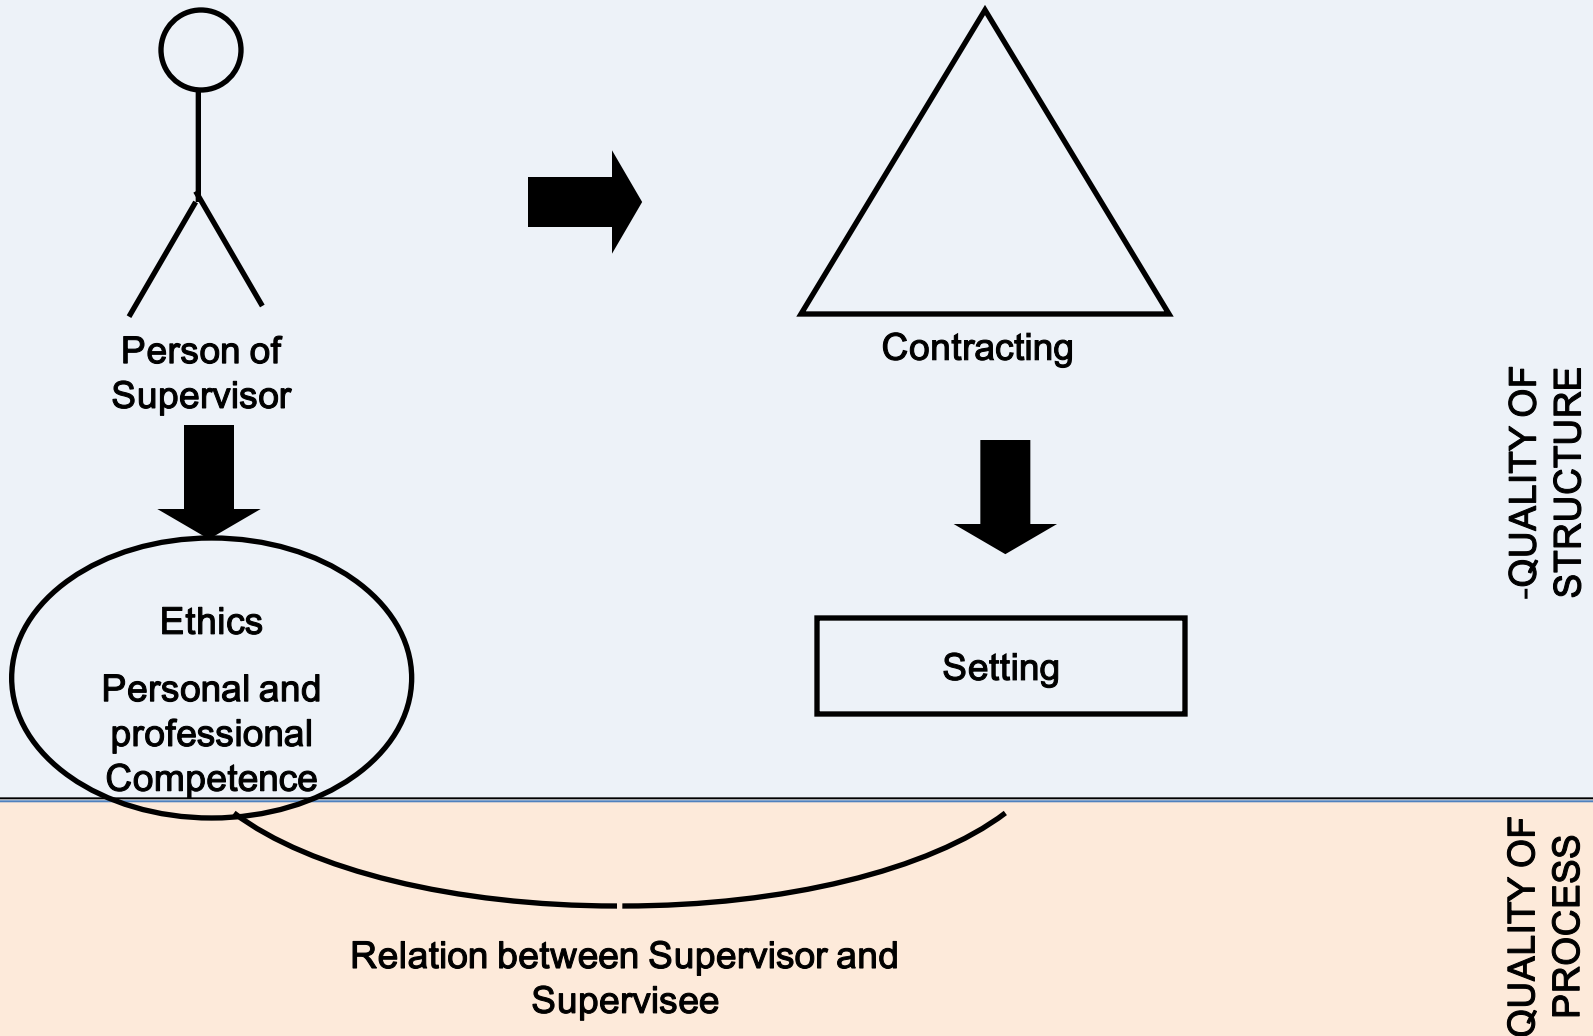 Person of
Supervisor
Contracting
Ethics
Personal and
professional
Competence
Setting
-QUALITY OF
STRUCTURE
Relation between Supervisor and
Supervisee
QUALITY OF
PROCESS